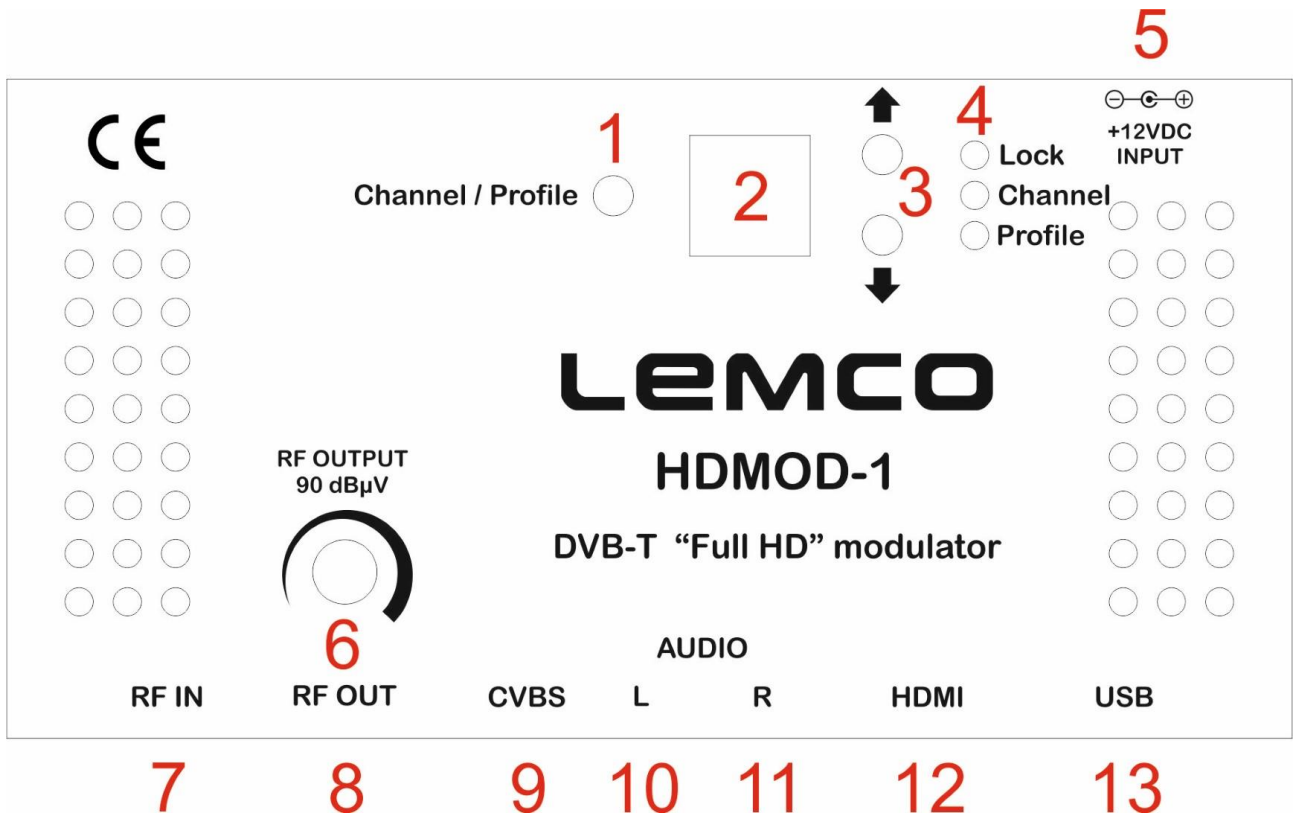 5
CE
1
4
+12VDC
INPUT
Channel / Profile
2
3
Lock
Channel
Profile
LEMCO
HDMOD-1
DVB-T “Full HD” modulator
RF OUTPUT
90 dBµV
6
AUDIO
RF IN
RF OUT
CVBS
L
R
HDMI
USB
7
8
9
10
11
12
13